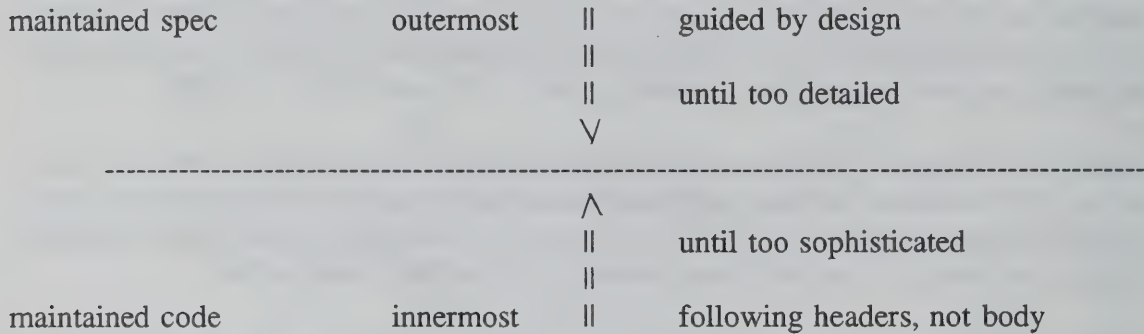 maintained spec outermost || guided by design
||
|| until too detailed
\/
--------------------------------------------------------------------------------
/\
|| until too sophisticated
||
maintained code innermost || following headers, not body